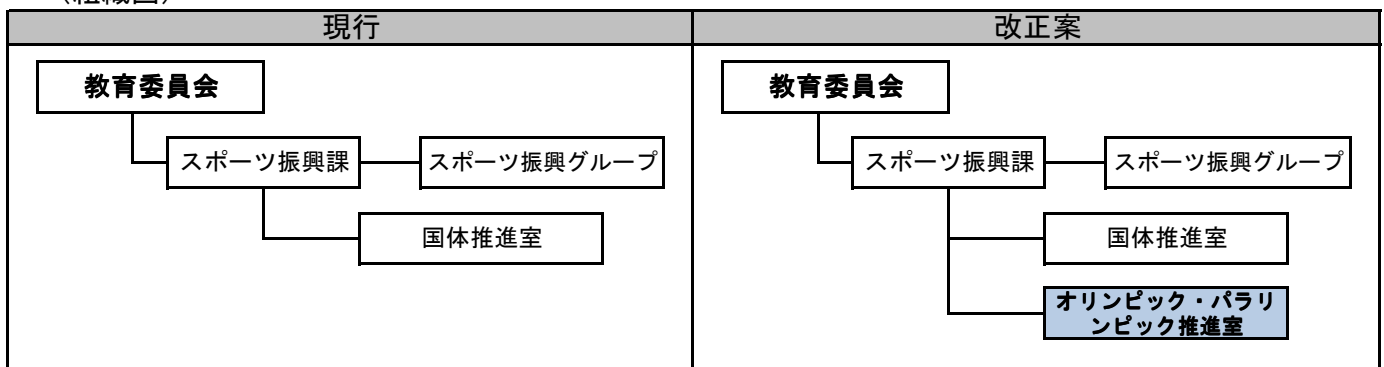 （組織図）
現行
改正案
教育委員会
スポーツ振興課
スポーツ振興グループ
国体推進室
教育委員会
スポーツ振興課
スポーツ振興グループ
国体推進室
オリンピック・パラリ
ンピック推進室